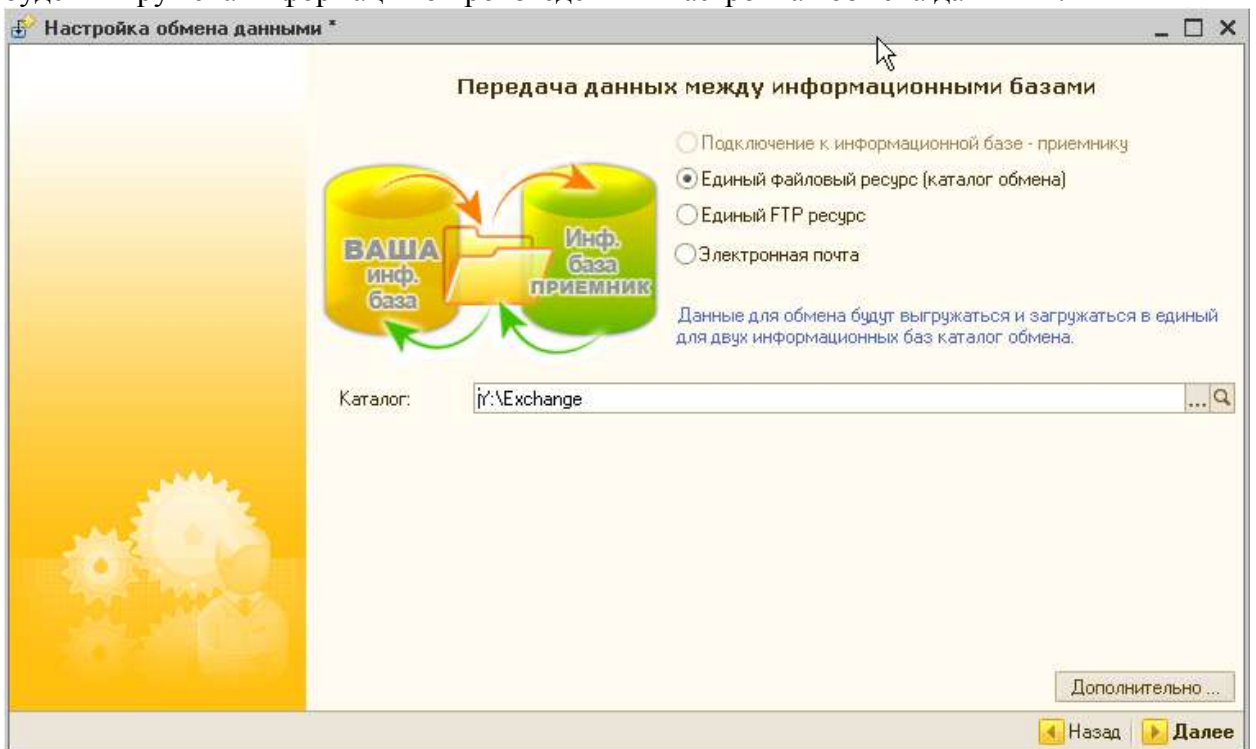 Настройка обмена данными *
Передача данных между информационными базами
Подключение к информационной базе - приемнику
Единый файловый ресурс (каталог обмена)
Единый FTP ресурс
Электронная почта
ВАША
инф.
база
Инф.
база
ПРИЕМНИК
Данные для обмена будут выгружаться и загружаться в единый
для двух информационных баз каталог обмена.
Каталог:
:\Exchange
...
Дополнительно ...
Назад
Далее